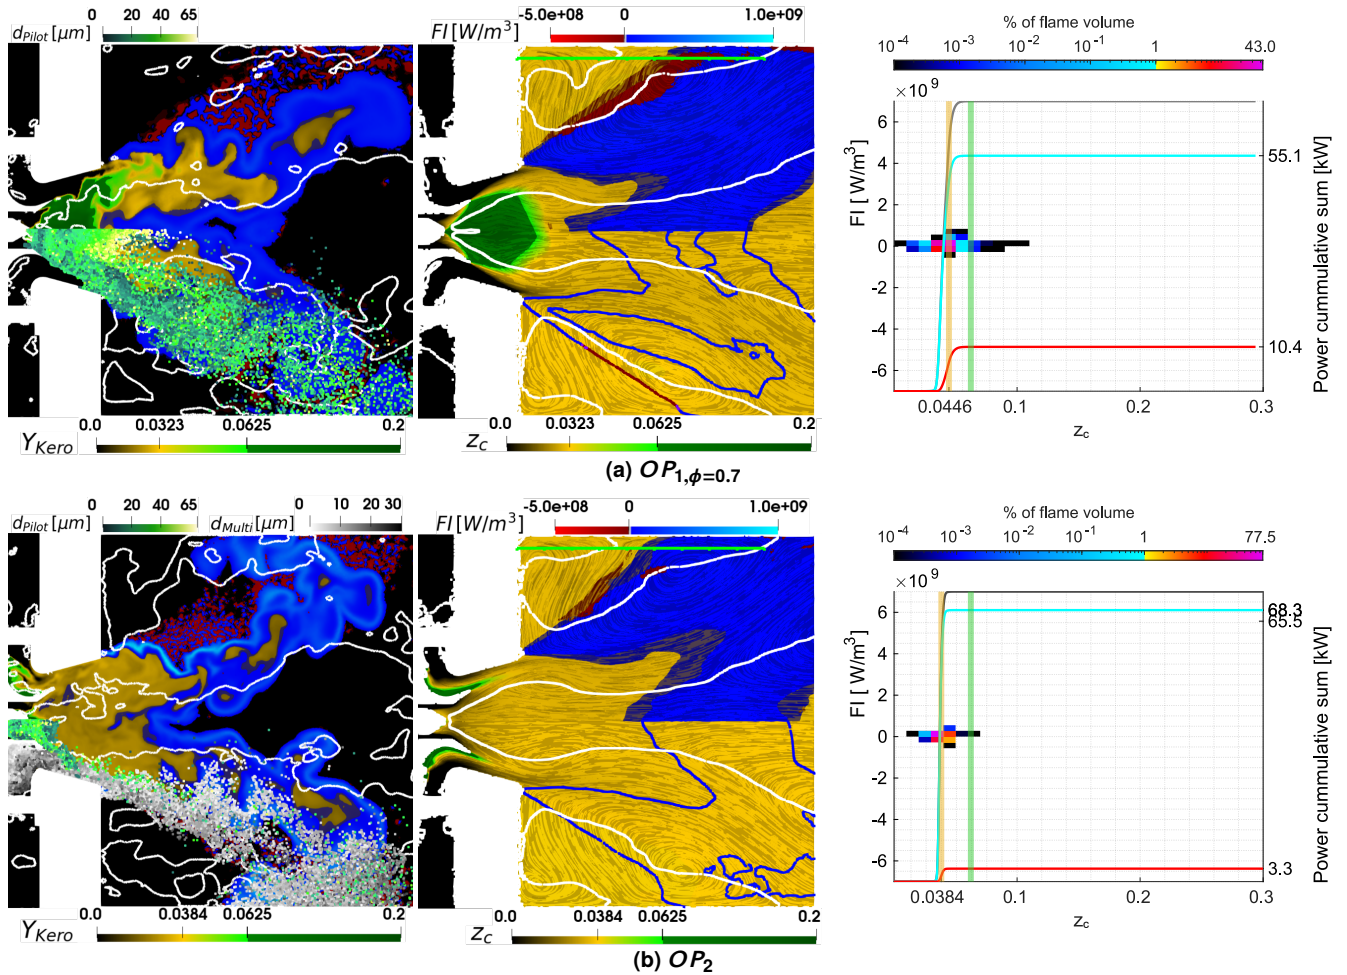 0 20 40 65
d_Pilot [μm]
-5.0e+08 0 1.0e+09
FI [W/m³]
% of flame volume
10⁻⁴ 10⁻³ 10⁻² 10⁻¹ 1 43.0
× 10⁹
6
4
2
0
-2
-4
-6
FI [ W/m³]
55.1
10.4
Power cummulative sum [kW]
0.0446 0.1 0.2 0.3
z_c
0.0 0.0323 0.0625 0.2
Y_Kero
0.0 0.0323 0.0625 0.2
z_c
(a) OP_1,ϕ=0.7
0 20 40 65
d_Pilot [μm]
0 10 20 30
d_Multi [μm]
-5.0e+08 0 1.0e+09
FI [W/m³]
% of flame volume
10⁻⁴ 10⁻³ 10⁻² 10⁻¹ 1 77.5
× 10⁹
6
4
2
0
-2
-4
-6
FI [ W/m³]
68.3
65.5
3.3
Power cummulative sum [kW]
0.0384 0.1 0.2 0.3
z_c
0.0 0.0384 0.0625 0.2
Y_Kero
0.0 0.0384 0.0625 0.2
z_c
(b) OP_2